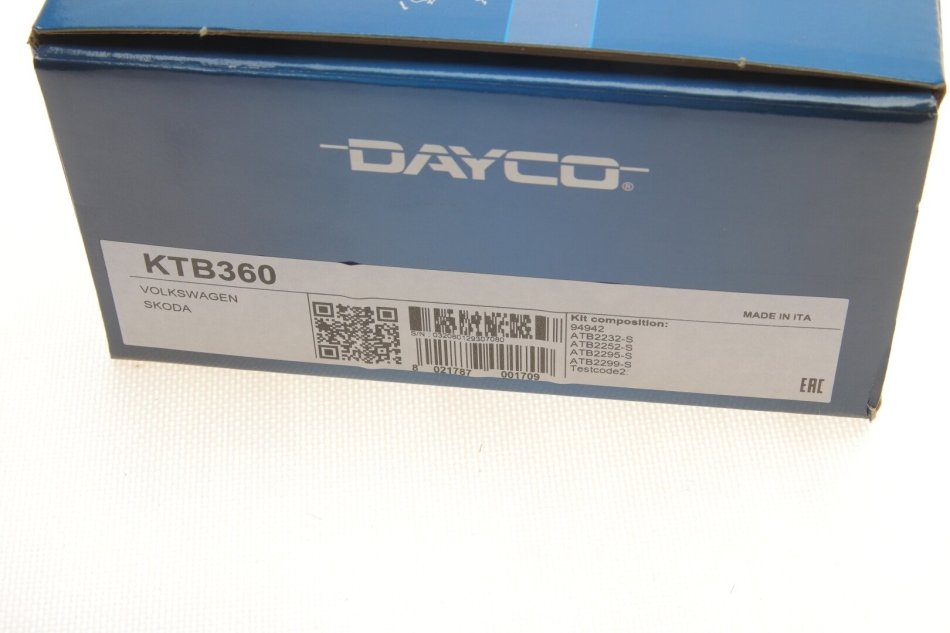 DAYCO®
KTB360
VOLKSWAGEN
SKODA
MADE IN ITA
S/N 032080129307080
8 021787 001709
Kit composition:
94942
ATB2232-S
ATB2252-S
ATB2295-S
ATB2299-S
Testcode2
EAC